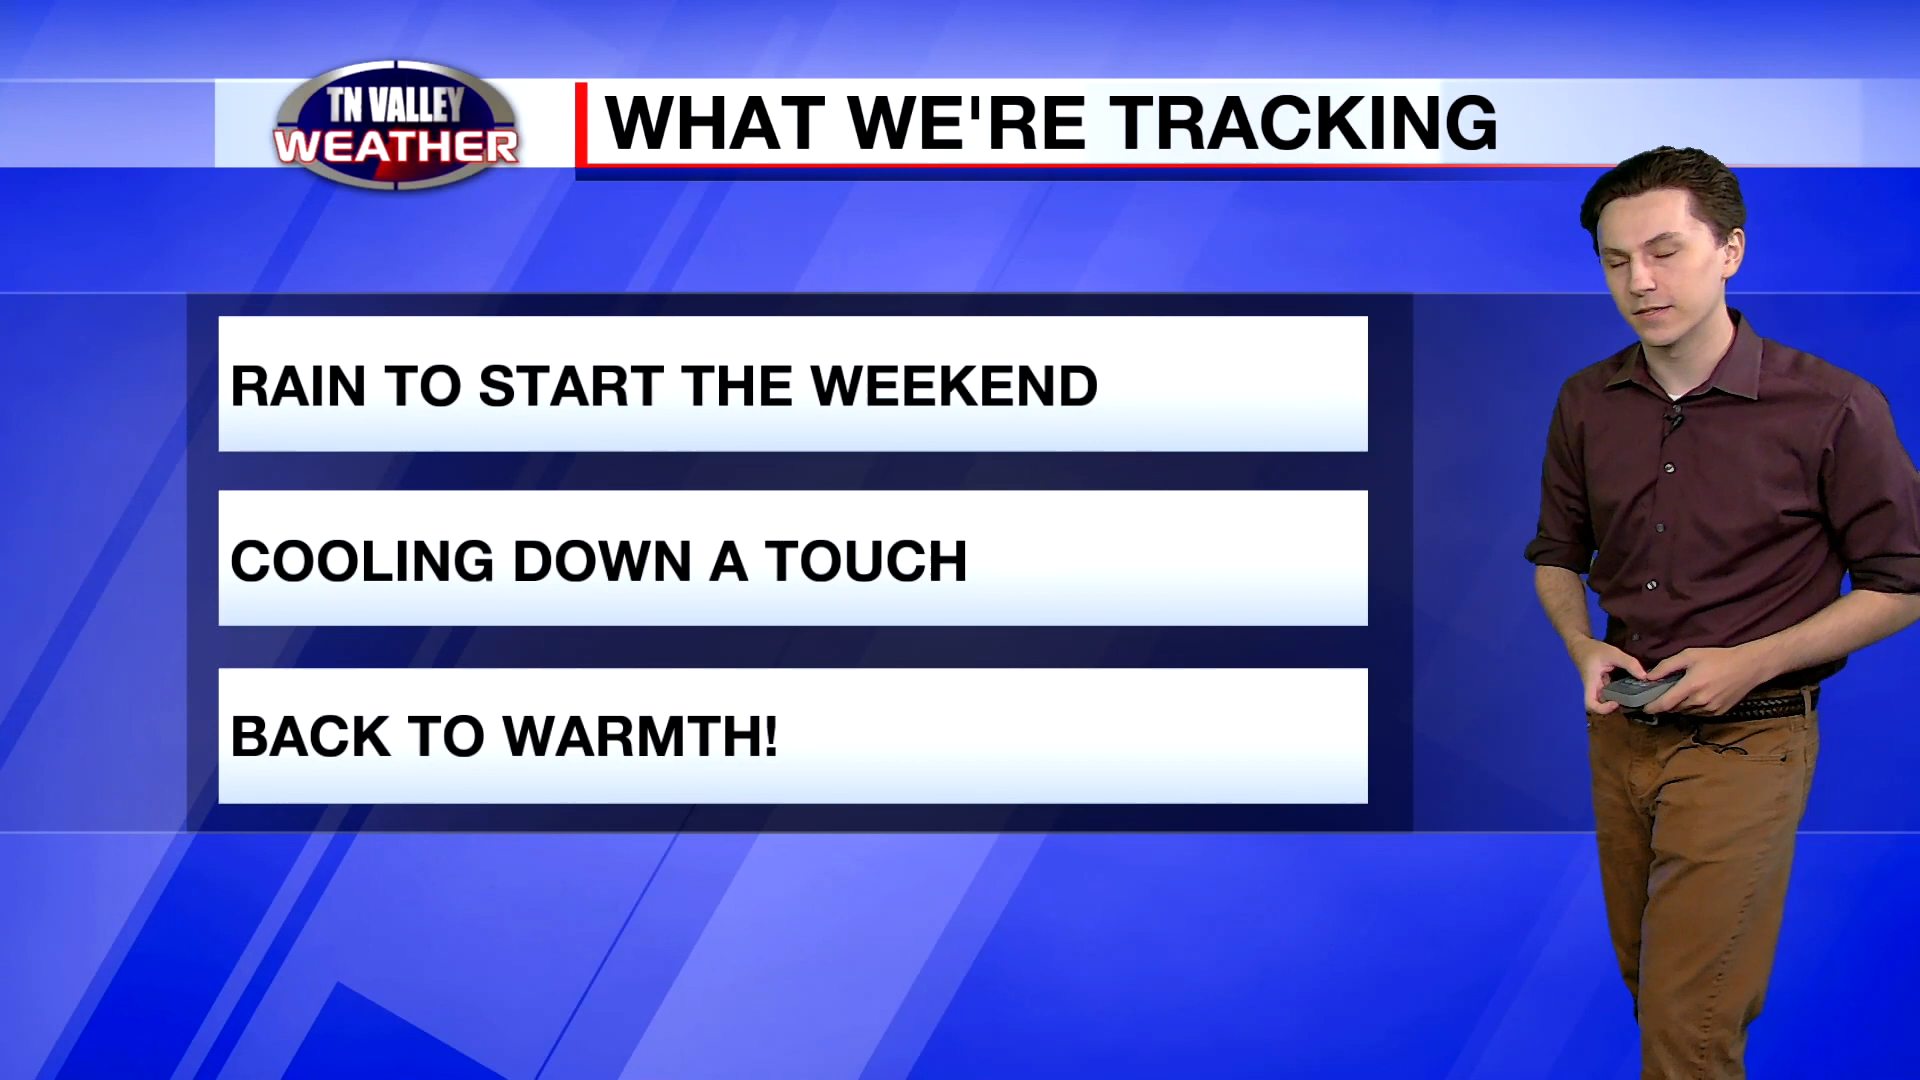 TN VALLEY
WEATHER
WHAT WE'RE TRACKING
RAIN TO START THE WEEKEND
COOLING DOWN A TOUCH
BACK TO WARMTH!